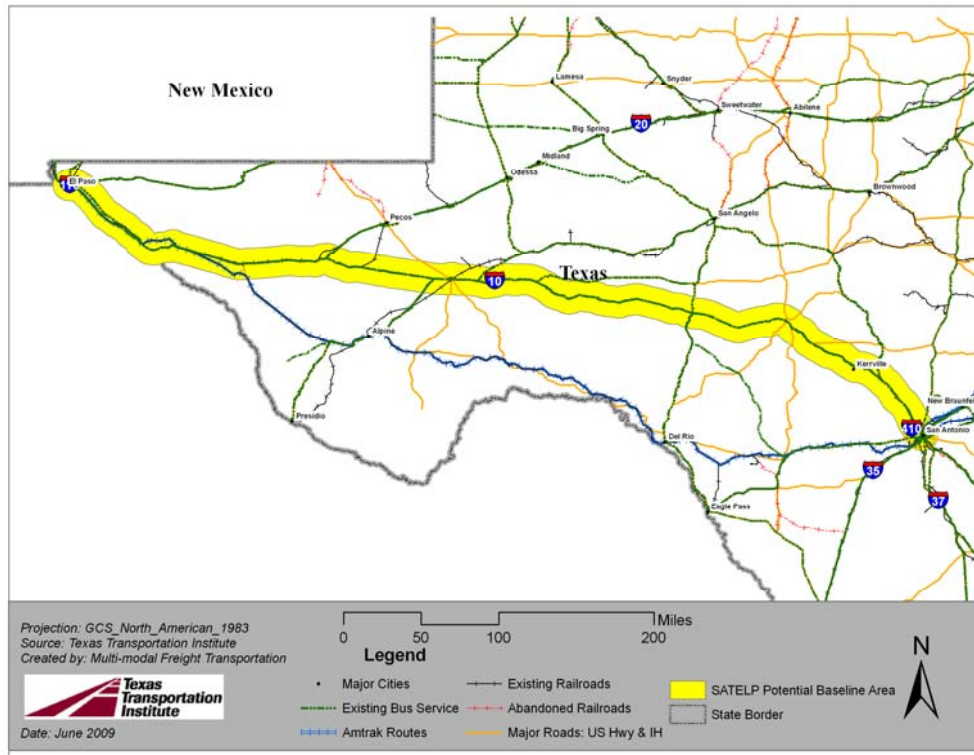 New Mexico
Lamesa
Snyder
Sweetwater
Abilene
20
Big Spring
Midland
Odessa
El Paso
Brownwood
San Angelo
Pecos
10
Texas
Alpine
Kerrville
New Braunfel
Presidio
410
San Antonio
Del Rio
35
37
Eagle Pass
Projection: GCS_North_American_1983
Source: Texas Transportation Institute
Created by: Multi-modal Freight Transportation
Texas
Transportation
Institute
Date: June 2009
Miles
0 50 100 200
Legend
Major Cities
Existing Bus Service
Amtrak Routes
Existing Railroads
Abandoned Railroads
Major Roads: US Hwy & IH
SATELP Potential Baseline Area
State Border
N